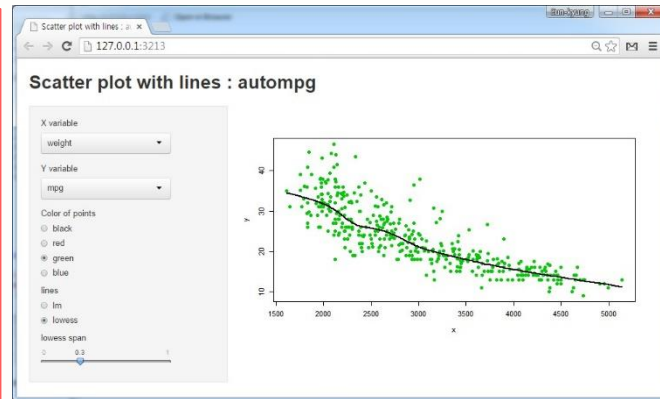 Eun-kyung
Scatter plot with lines : a
127.0.0.1:3213
Scatter plot with lines : autompg
X variable
weight
Y variable
mpg
Color of points
black
red
green
blue
lines
lm
lowess
lowess span
0 0.3 1
Y
40
30
20
10
1500 2000 2500 3000 3500 4000 4500 5000
X